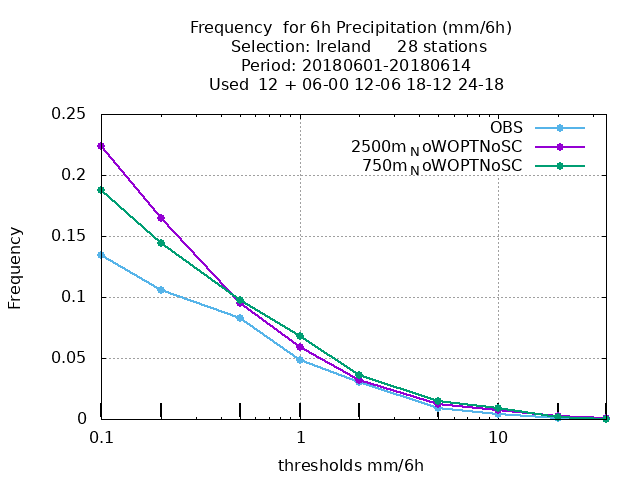 Frequency  for 6h Precipitation (mm/6h)
Selection: Ireland     28 stations
Period: 20180601-20180614
Used  12 + 06-00 12-06 18-12 24-18
OBS
2500m_NoWOPTNoSC
750m_NoWOPTNoSC
0.25
0.2
0.15
0.1
0.05
0
Frequency
0.1 1 10
thresholds mm/6h